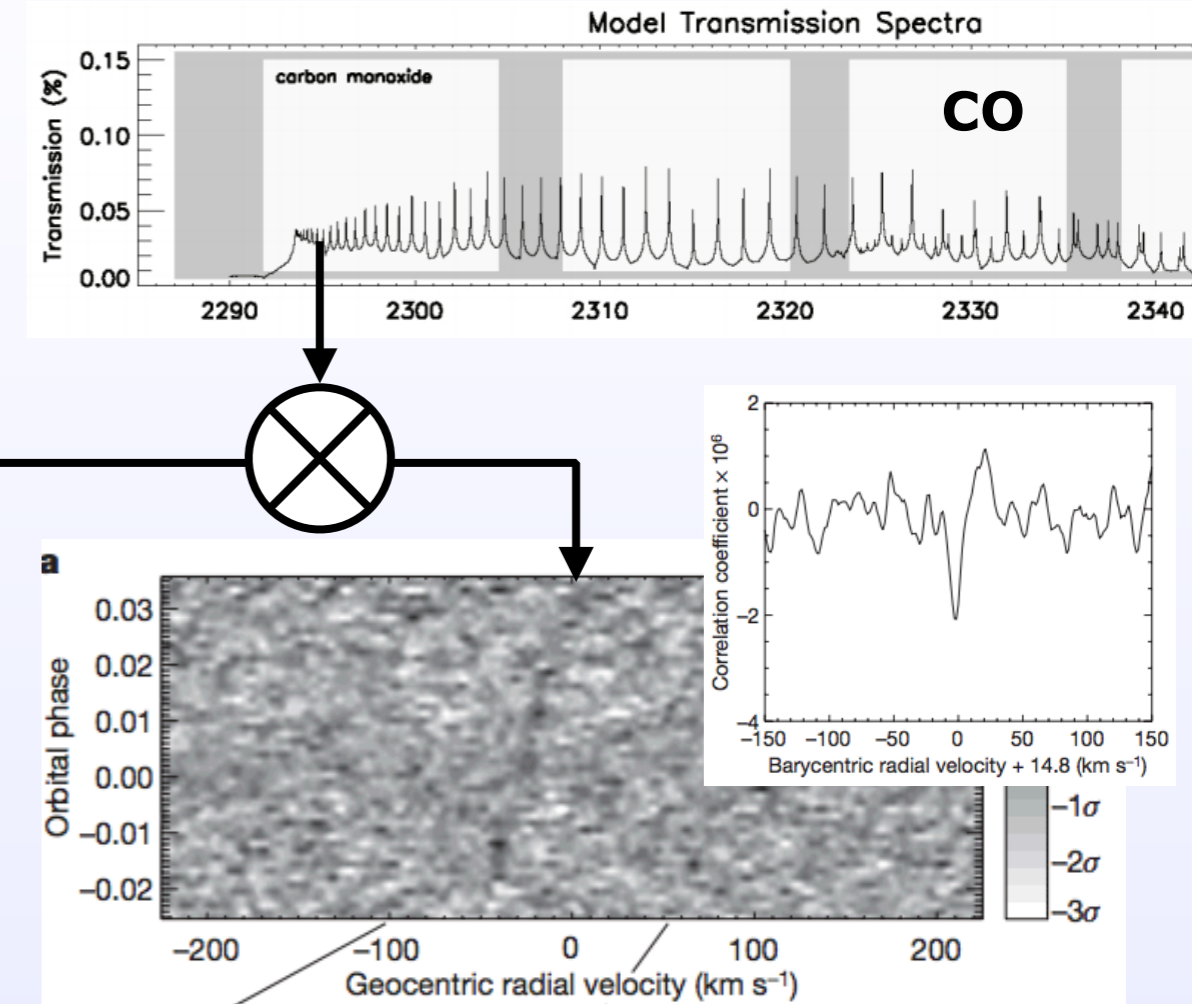 Model Transmission Spectra
Transmission (%)
0.15
0.10
0.05
0.00
carbon monoxide
CO
2290 2300 2310 2320 2330 2340
2
0
−2
−4
Correlation coefficient × 10⁶
−150 −100 −50 0 50 100 150
Barycentric radial velocity + 14.8 (km s⁻¹)
a
Orbital phase
0.03
0.02
0.01
0.00
−0.01
−0.02
−1σ
−2σ
−3σ
−200 −100 0 100 200
Geocentric radial velocity (km s⁻¹)